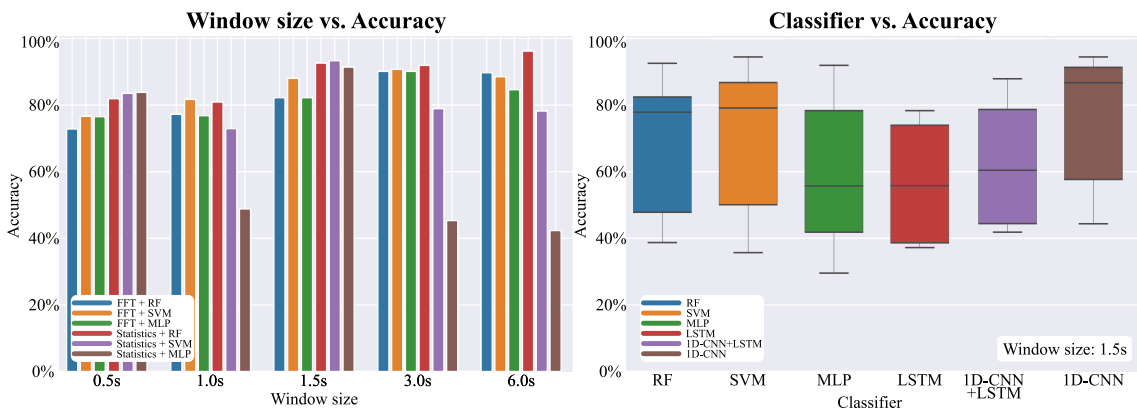 Window size vs. Accuracy
100%
80%
60%
40%
20%
0%
Accuracy
FFT + RF
FFT + SVM
FFT + MLP
Statistics + RF
Statistics + SVM
Statistics + MLP
0.5s 1.0s 1.5s 3.0s 6.0s
Window size
Classifier vs. Accuracy
100%
80%
60%
40%
20%
0%
Accuracy
RF
SVM
MLP
LSTM
1D-CNN+LSTM
1D-CNN
Window size: 1.5s
RF SVM MLP LSTM 1D-CNN 1D-CNN
+LSTM
Classifier